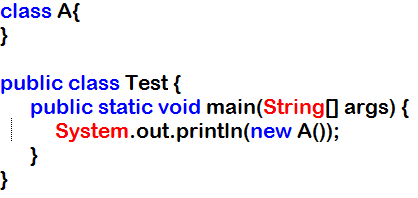 class A{
}
public class Test {
public static void main(String[] args) {
System.out.println(new A());
}
}